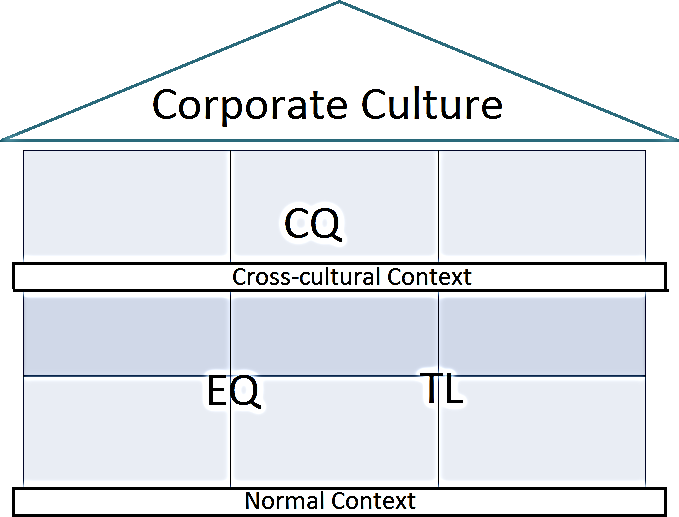 Corporate Culture
CQ
Cross-cultural Context
EQ TL
Normal Context